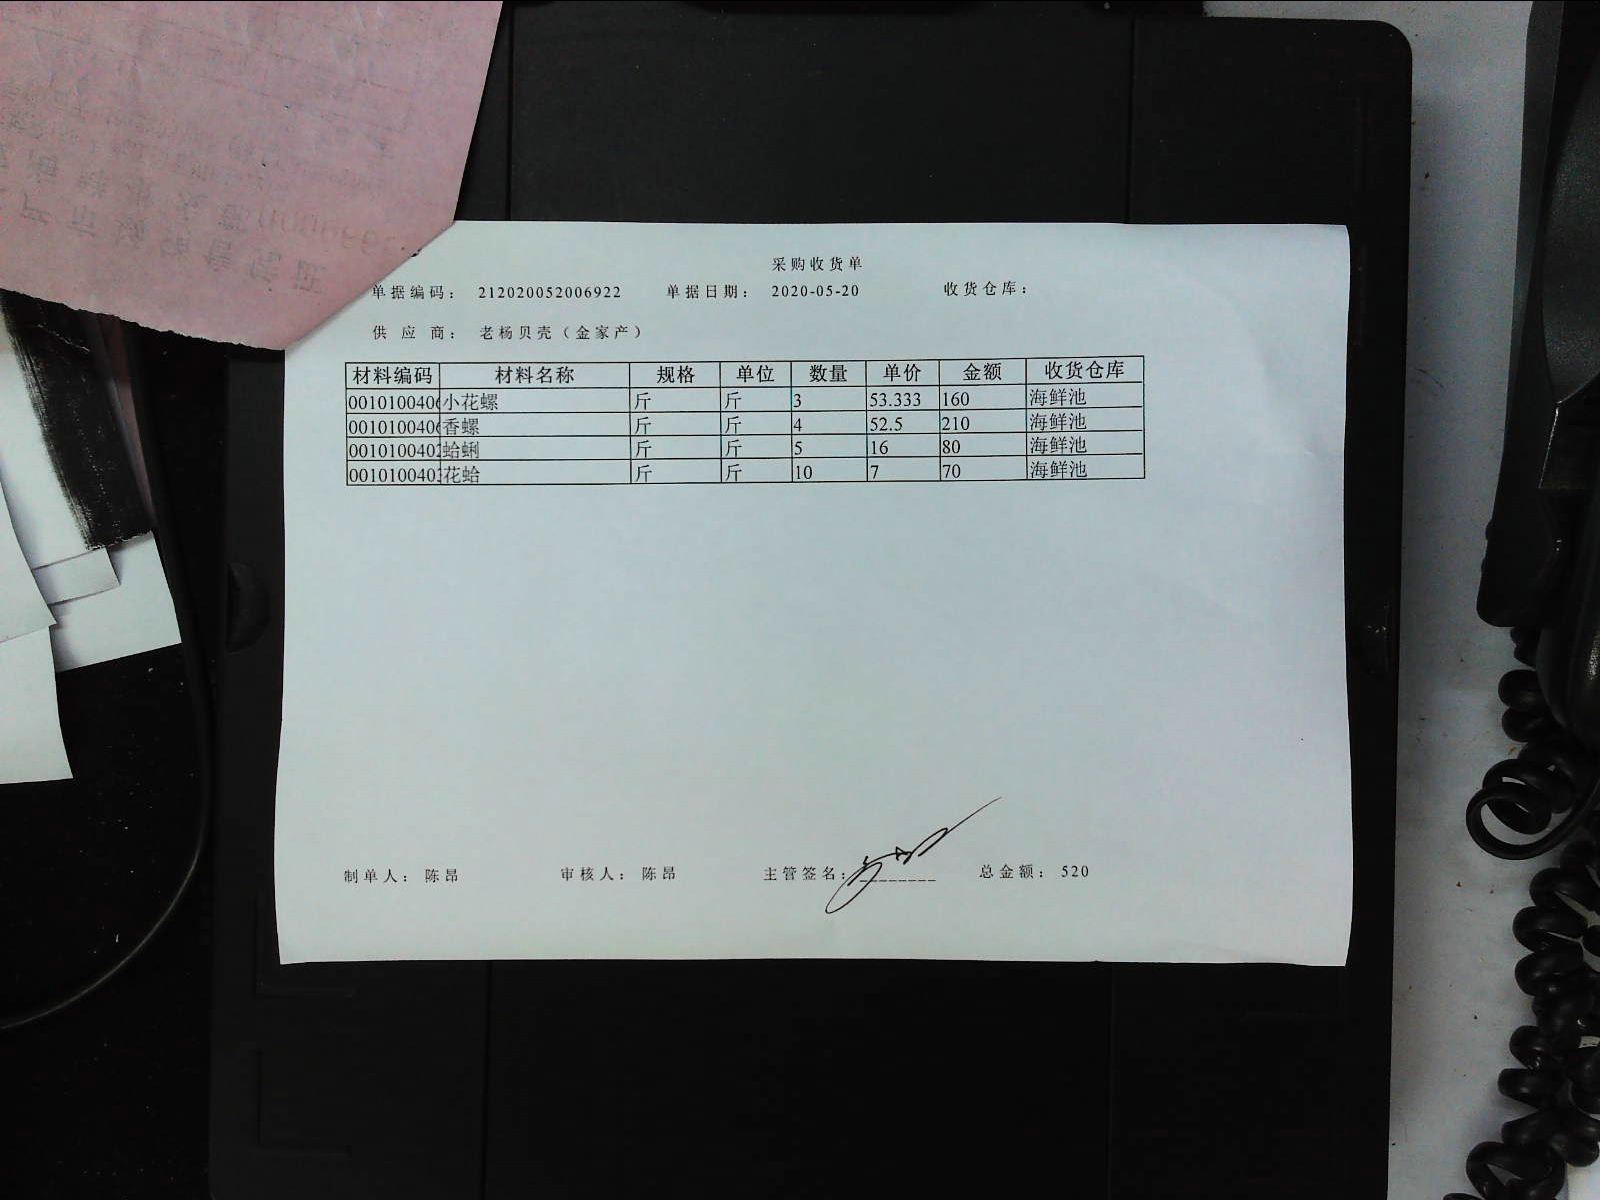 采购收货单
单据编码： 212020052006922 单据日期： 2020-05-20 收货仓库：
供 应 商： 老杨贝壳（金家产）
材料编码 材料名称 规格 单位 数量 单价 金额 收货仓库
0010100406 小花螺 斤 斤 3 53.333 160 海鲜池
0010100406 香螺 斤 斤 4 52.5 210 海鲜池
0010100402 蛤蜊 斤 斤 5 16 80 海鲜池
001010040 花蛤 斤 斤 10 7 70 海鲜池
制单人： 陈昂 审核人： 陈昂 主管签名： 总金额： 520